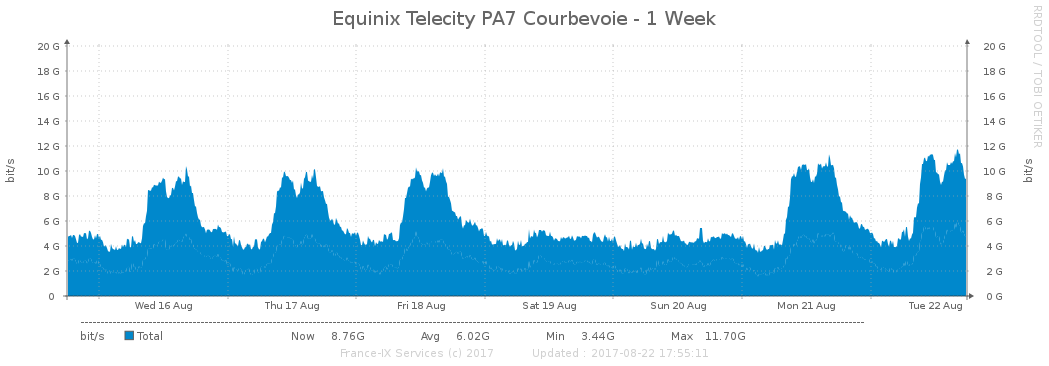 Equinix Telecity PA7 Courbevoie - 1 Week
RRDTOOL / TOBI OETIKER
bit/s
20 G 20 G
18 G 18 G
16 G 16 G
14 G 14 G
12 G 12 G
10 G 10 G
8 G 8 G
6 G 6 G
4 G 4 G
2 G 2 G
0 0 G
bit/s
Wed 16 Aug Thu 17 Aug Fri 18 Aug Sat 19 Aug Sun 20 Aug Mon 21 Aug Tue 22 Aug
bit/s Total Now 8.76G Avg 6.02G Min 3.44G Max 11.70G
France-IX Services (c) 2017 Updated : 2017-08-22 17:55:11